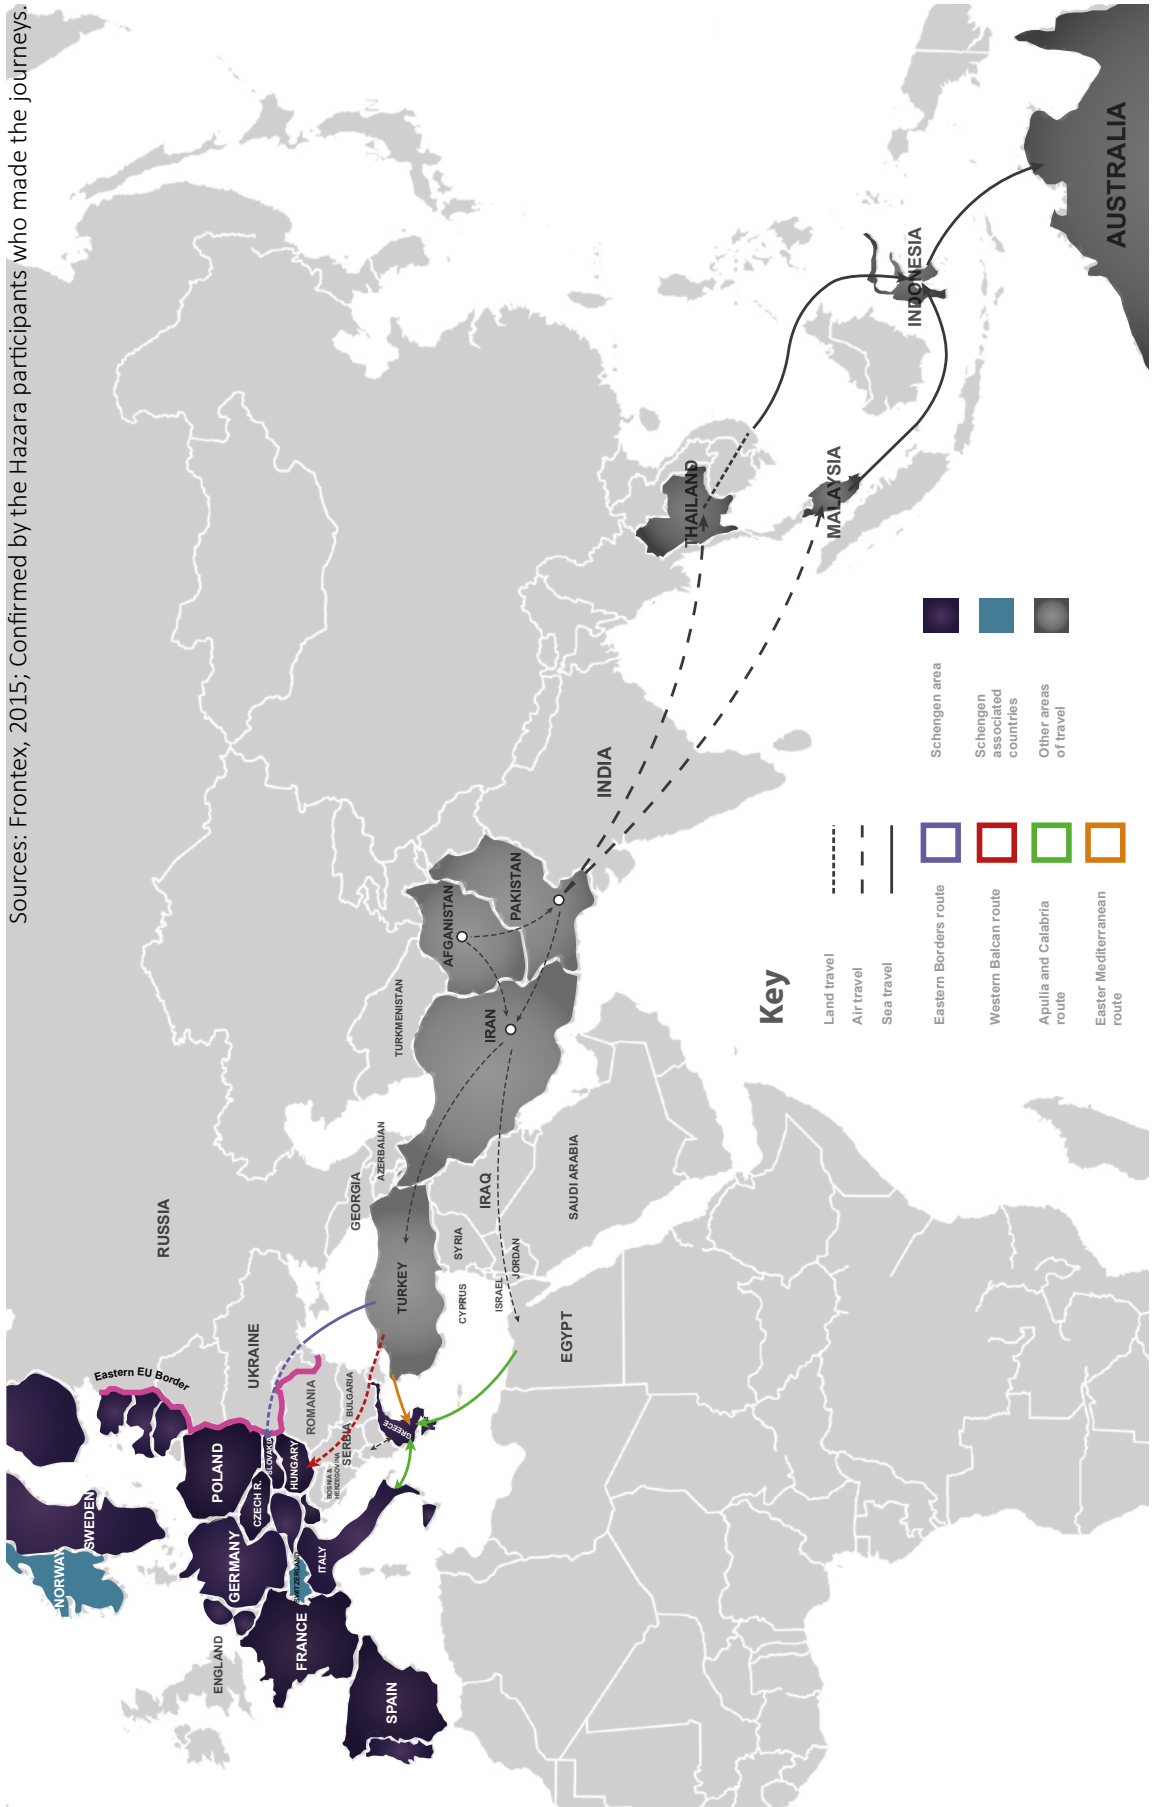 Sources: Frontex, 2015; Confirmed by the Hazara participants who made the journeys.
NORWAY
SWEDEN
Eastern EU Border
RUSSIA
ENGLAND
GERMANY
POLAND
UKRAINE
CZECH R.
SLOVAKIA
FRANCE
SWITZERLAND
HUNGARY
ITALY
ROMANIA
BOSNIA &
HERZEGOVINA
SERBIA
BULGARIA
GEORGIA
AZERBAIJAN
SPAIN
GREECE
TURKEY
TURKMENISTAN
AFGANISTAN
CYPRUS
SYRIA
IRAQ
IRAN
PAKISTAN
ISRAEL
JORDAN
EGYPT
SAUDI ARABIA
INDIA
THAILAND
MALAYSIA
INDONESIA
AUSTRALIA
Key
Land travel
Air travel
Sea travel
Eastern Borders route
Western Balcan route
Apulia and Calabria
route
Easter Mediterranean
route
Schengen area
Schengen
associated
countries
Other areas
of travel